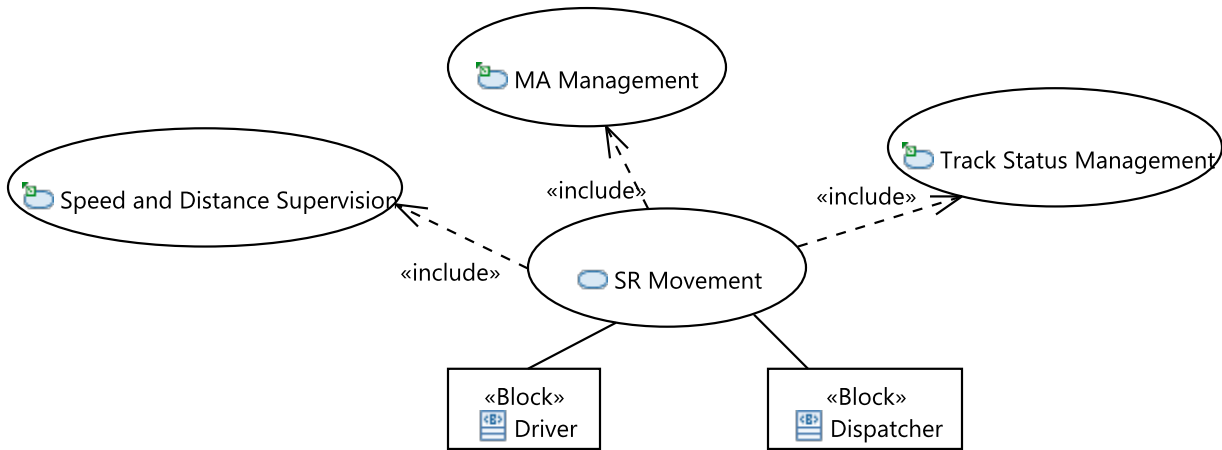 MA Management
Track Status Management
Speed and Distance Supervision
«include»
«include»
«include»
SR Movement
«Block»
Driver
«Block»
Dispatcher